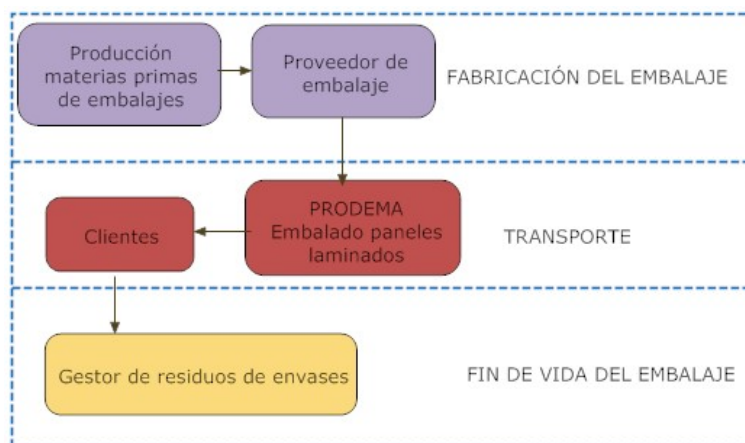 Producción
materias primas
de embalajes
Proveedor de
embalaje
FABRICACIÓN DEL EMBALAJE
PRODEMA
Embalado paneles
laminados
Clientes
TRANSPORTE
Gestor de residuos de envases
FIN DE VIDA DEL EMBALAJE